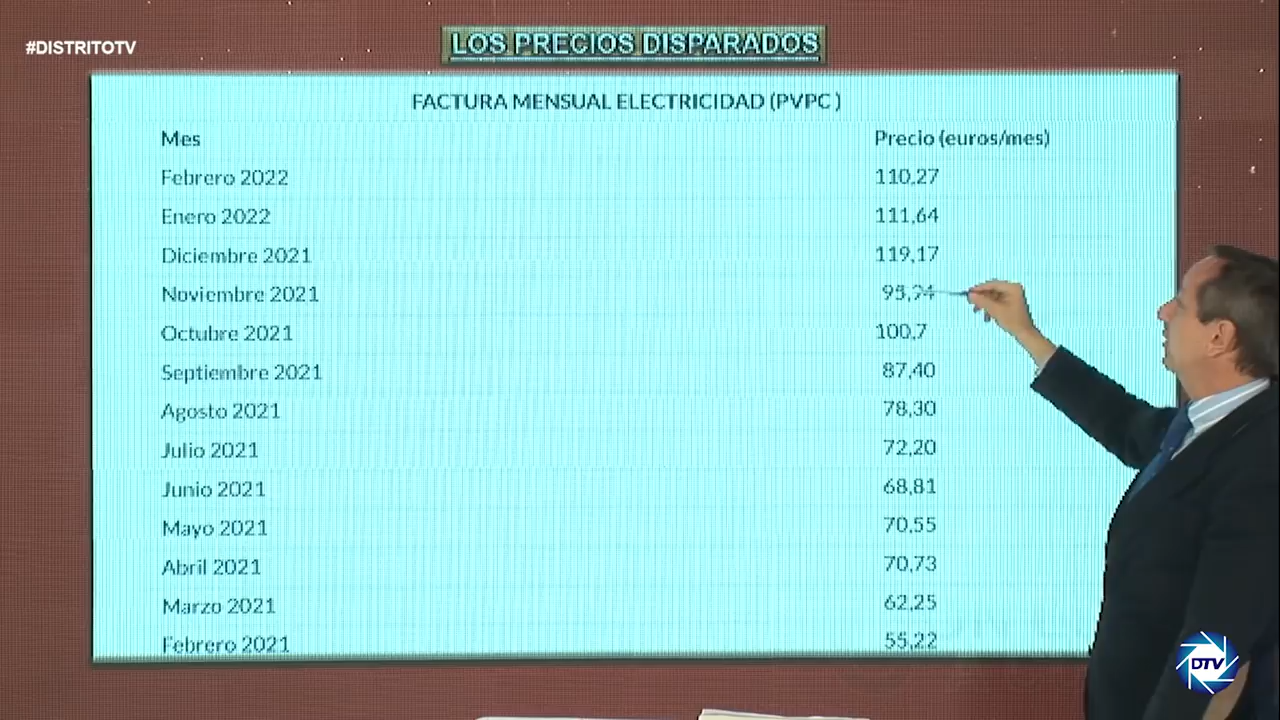 #DISTRITOTV
LOS PRECIOS DISPARADOS
FACTURA MENSUAL ELECTRICIDAD (PVPC )
Mes Precio (euros/mes)
Febrero 2022 110,27
Enero 2022 111,64
Diciembre 2021 119,17
Noviembre 2021
Octubre 2021 100,7
Septiembre 2021 87,40
Agosto 2021 78,30
Julio 2021 72,20
Junio 2021 68,81
Mayo 2021 70,55
Abril 2021 70,73
Marzo 2021 62,25
Febrero 2021 55,22
DTV